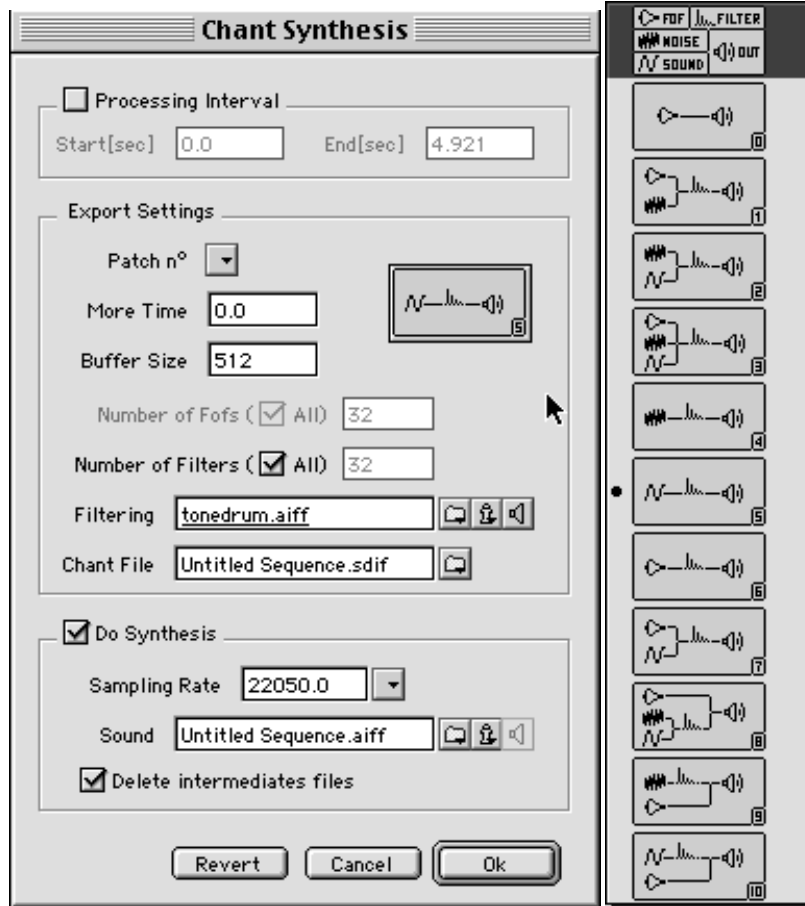 Chant Synthesis
Processing Interval
Start[sec] 0.0 End[sec] 4.921
Export Settings
Patch nº
5
More Time 0.0
Buffer Size 512
Number of Fofs ( All) 32
Number of Filters ( All) 32
Filtering tonedrum.aiff
Chant File Untitled Sequence.sdif
Do Synthesis
Sampling Rate 22050.0
Sound Untitled Sequence.aiff
Delete intermediates files
Revert Cancel Ok
FOF FILTER
NOISE
SOUND OUT
0
1
2
3
4
5
6
7
8
9
10